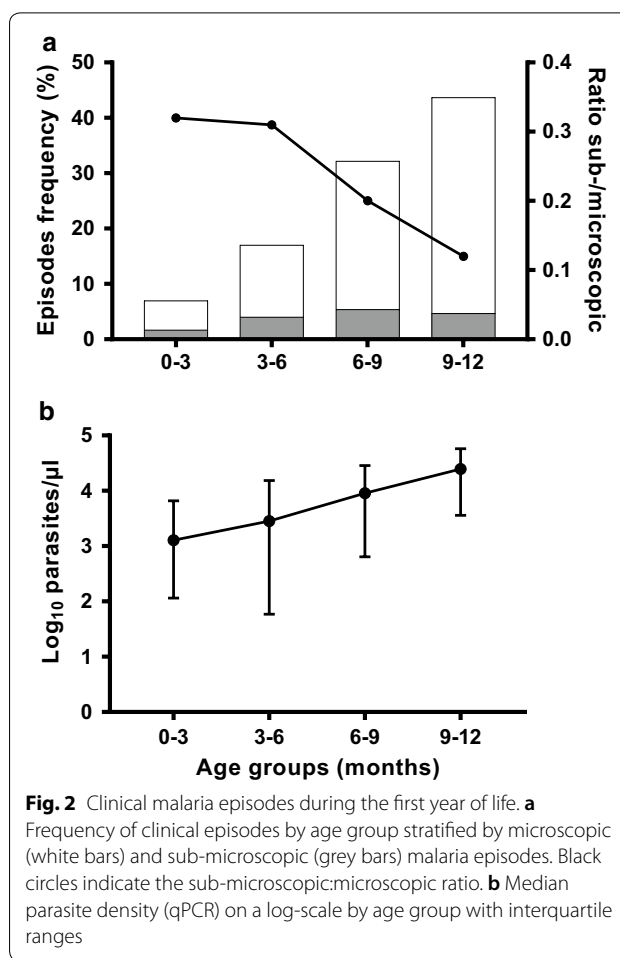 a
Episodes frequency (%)
50
40
30
20
10
0
0-3
3-6
6-9
9-12
0.4
0.3
0.2
0.1
0.0
Ratio sub-/microscopic
b
Log10 parasites/µl
5
4
3
2
1
0
0-3
3-6
6-9
9-12
Age groups (months)
Fig. 2 Clinical malaria episodes during the first year of life. a
Frequency of clinical episodes by age group stratified by microscopic
(white bars) and sub-microscopic (grey bars) malaria episodes. Black
circles indicate the sub-microscopic:microscopic ratio. b Median
parasite density (qPCR) on a log-scale by age group with interquartile
ranges